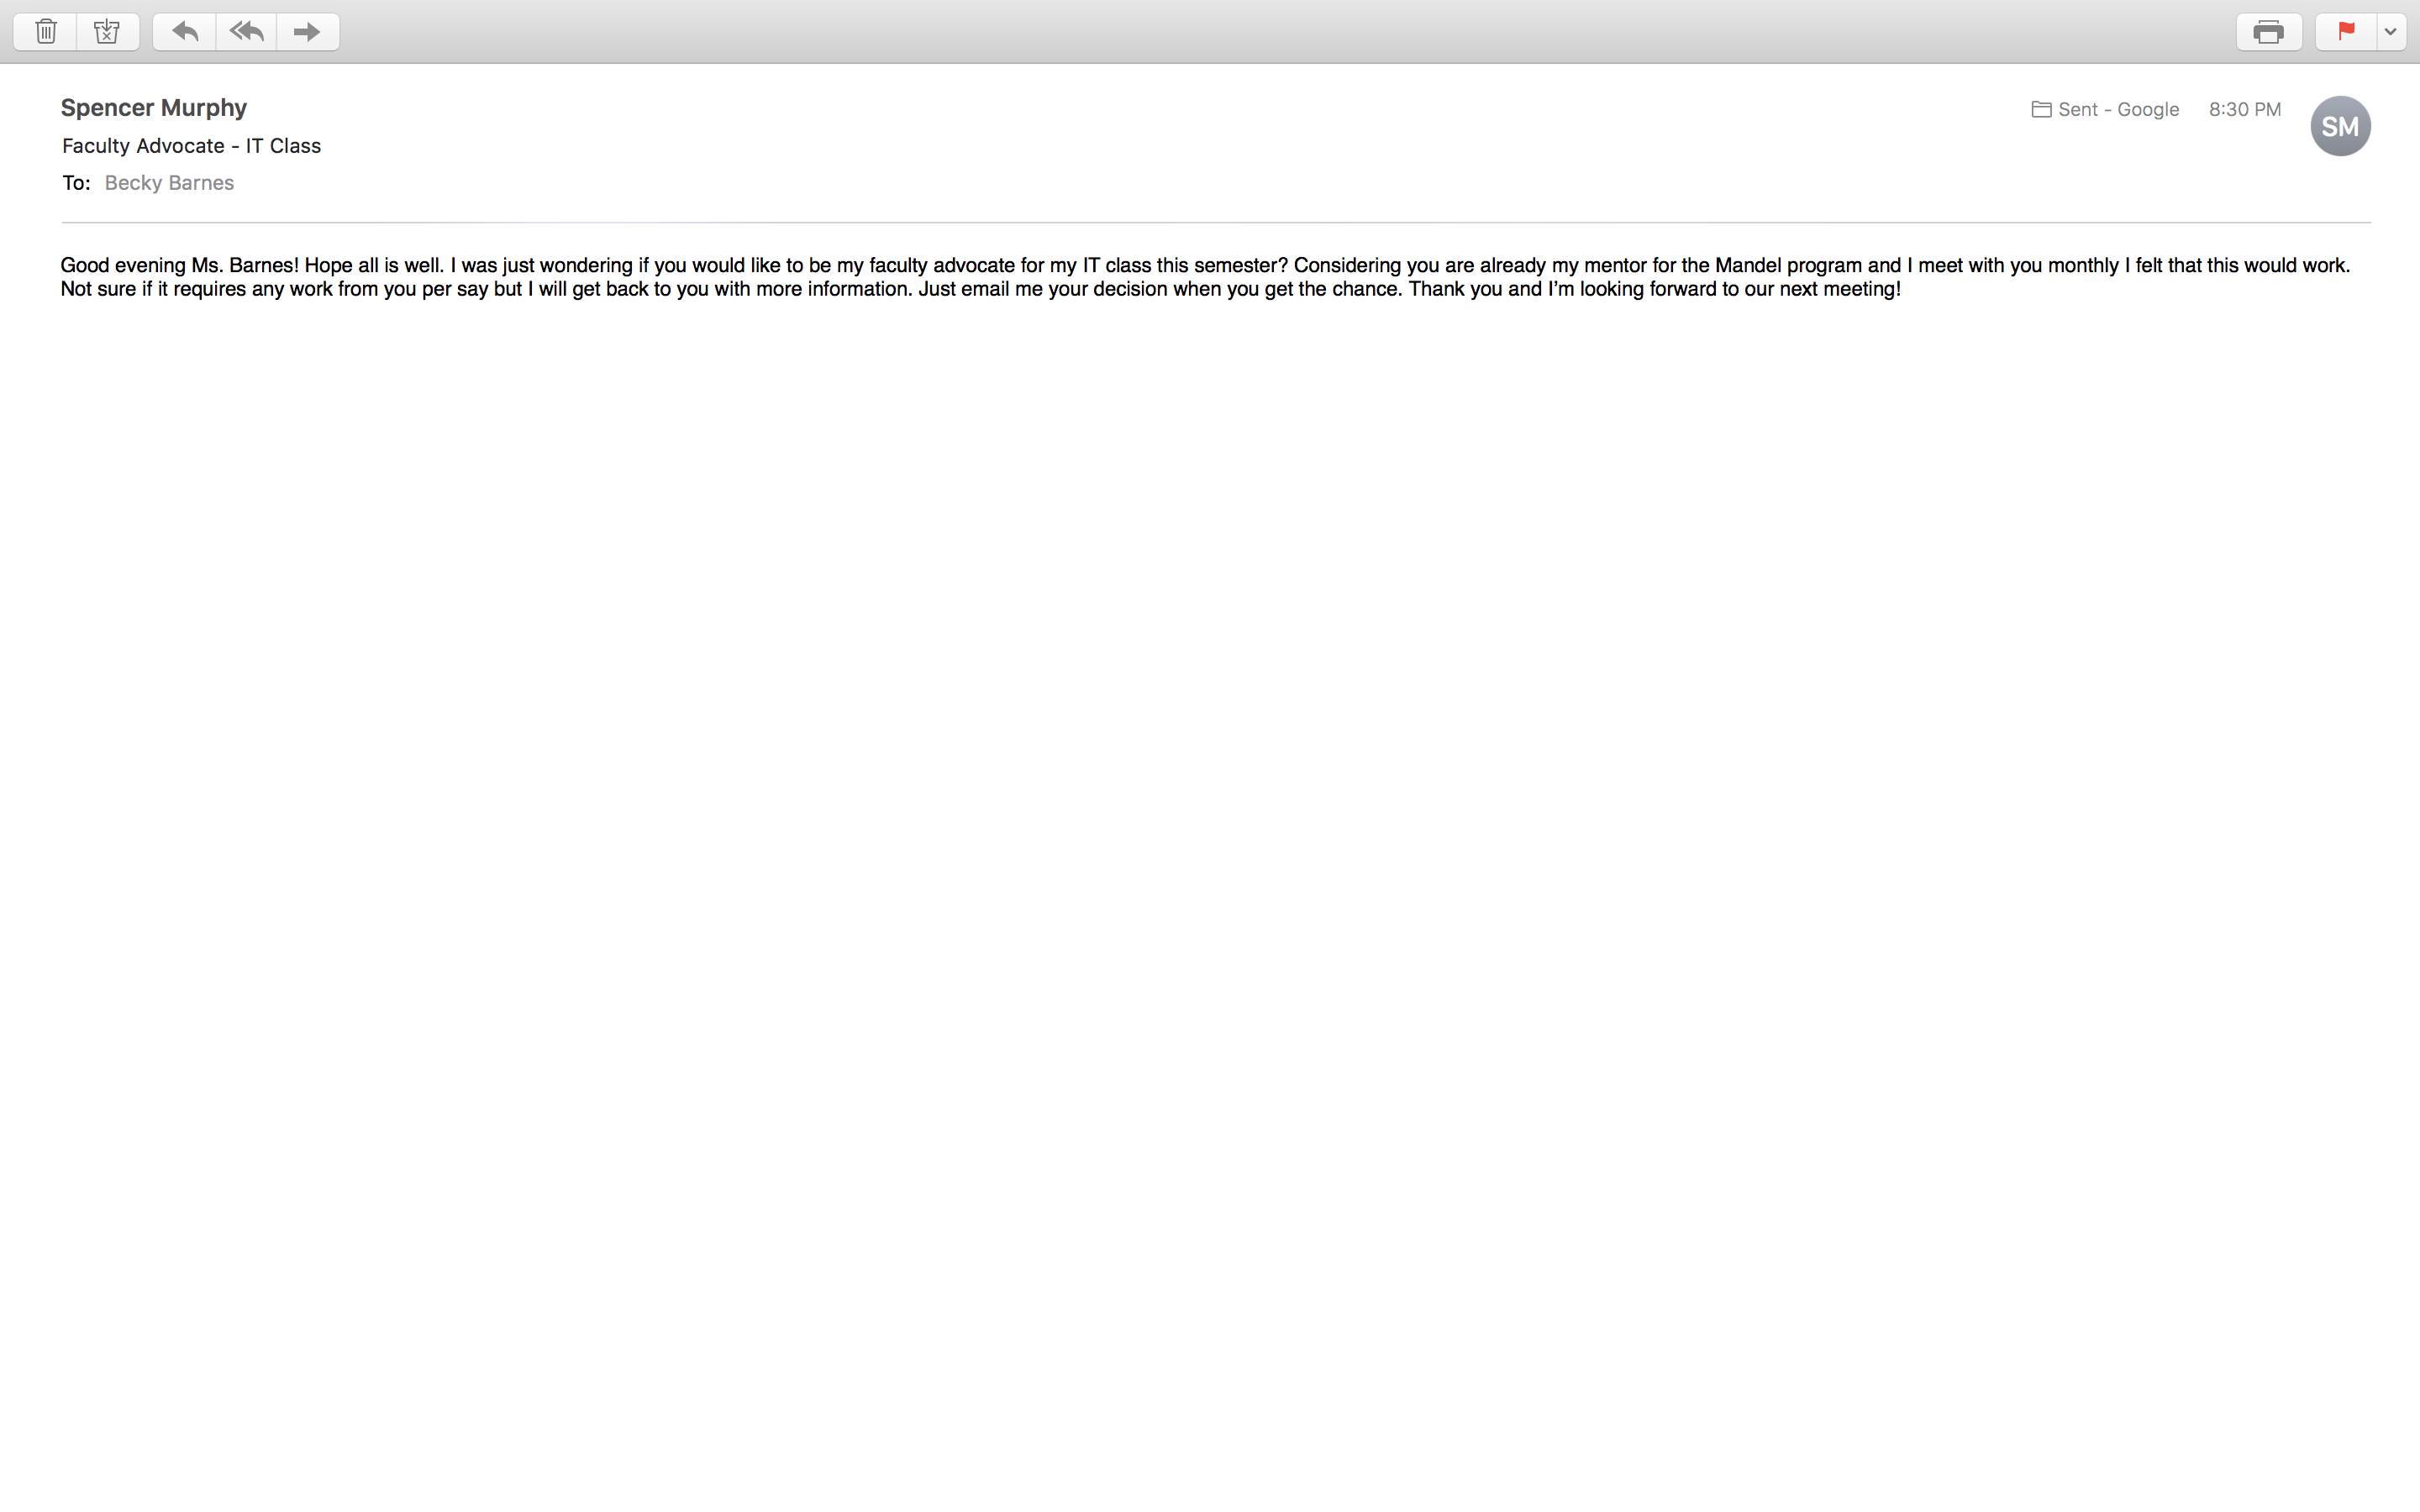 Spencer Murphy
Sent - Google 8:30 PM
SM
Faculty Advocate - IT Class
To: Becky Barnes
Good evening Ms. Barnes! Hope all is well. I was just wondering if you would like to be my faculty advocate for my IT class this semester? Considering you are already my mentor for the Mandel program and I meet with you monthly I felt that this would work.
Not sure if it requires any work from you per say but I will get back to you with more information. Just email me your decision when you get the chance. Thank you and I’m looking forward to our next meeting!